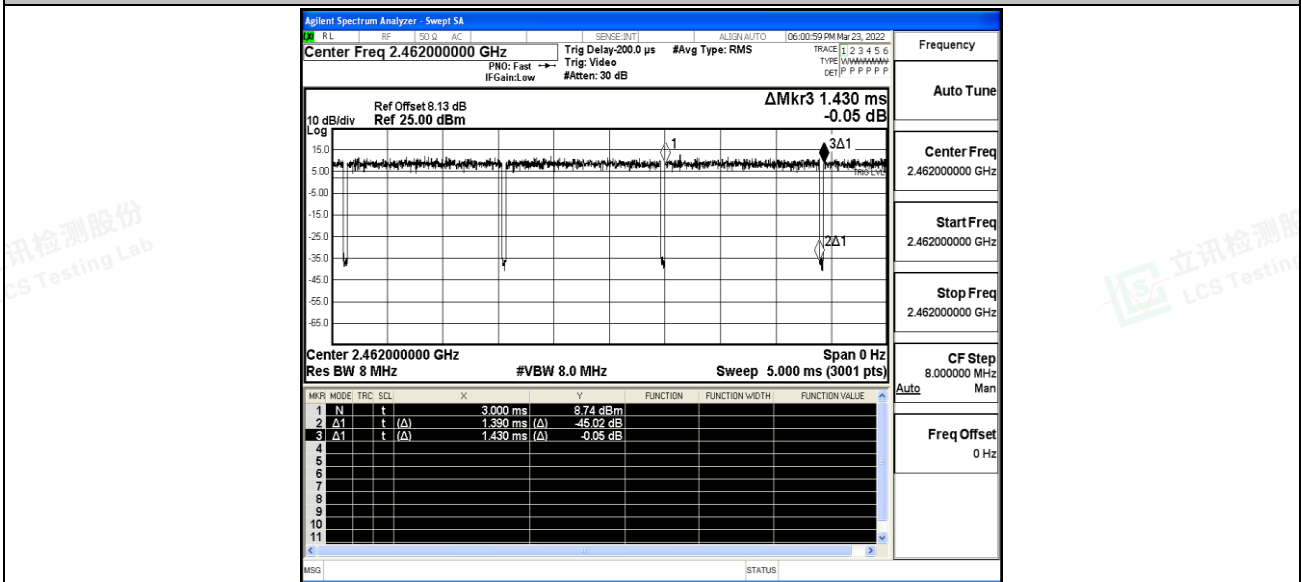 Agilent Spectrum Analyzer - Swept SA
RL RF 50 Ω AC SENSE:INT ALIGN AUTO 06:00:59 PM Mar 23, 2022
Center Freq 2.462000000 GHz
PNO: Fast
IFGain:Low
Trig Delay-200.0 µs
Trig: Video
#Atten: 30 dB
#Avg Type: RMS
TRACE 1 2 3 4 5 6
TYPE WWWWWW
DET P P P P P P
Frequency
Auto Tune
Center Freq
2.462000000 GHz
Start Freq
2.462000000 GHz
Stop Freq
2.462000000 GHz
CF Step
8.000000 MHz
Auto Man
Freq Offset
0 Hz
ΔMkr3 1.430 ms
-0.05 dB
Ref Offset 8.13 dB
10 dB/div Ref 25.00 dBm
Log
15.0
5.00
-5.00
-15.0
-25.0
-35.0
-45.0
-55.0
-65.0
1
3Δ1
TRIG LVL
2Δ1
Center 2.462000000 GHz Span 0 Hz
Res BW 8 MHz #VBW 8.0 MHz Sweep 5.000 ms (3001 pts)
MKR MODE TRC SCL X Y FUNCTION FUNCTION WIDTH FUNCTION VALUE
1 N t 3.000 ms 8.74 dBm
2 Δ1 t (Δ) 1.390 ms (Δ) -45.02 dB
3 Δ1 t (Δ) 1.430 ms (Δ) -0.05 dB
4
5
6
7
8
9
10
11
MSG STATUS
讯检测股份
CS Testing Lab
立讯检测股
LCS Testing